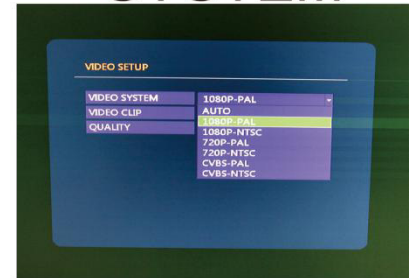 VIDEO SETUP
VIDEO SYSTEM 1080P-PAL
VIDEO CLIP AUTO
1080P-PAL
QUALITY 1080P-NTSC
720P-PAL
720P-NTSC
CVBS-PAL
CVBS-NTSC